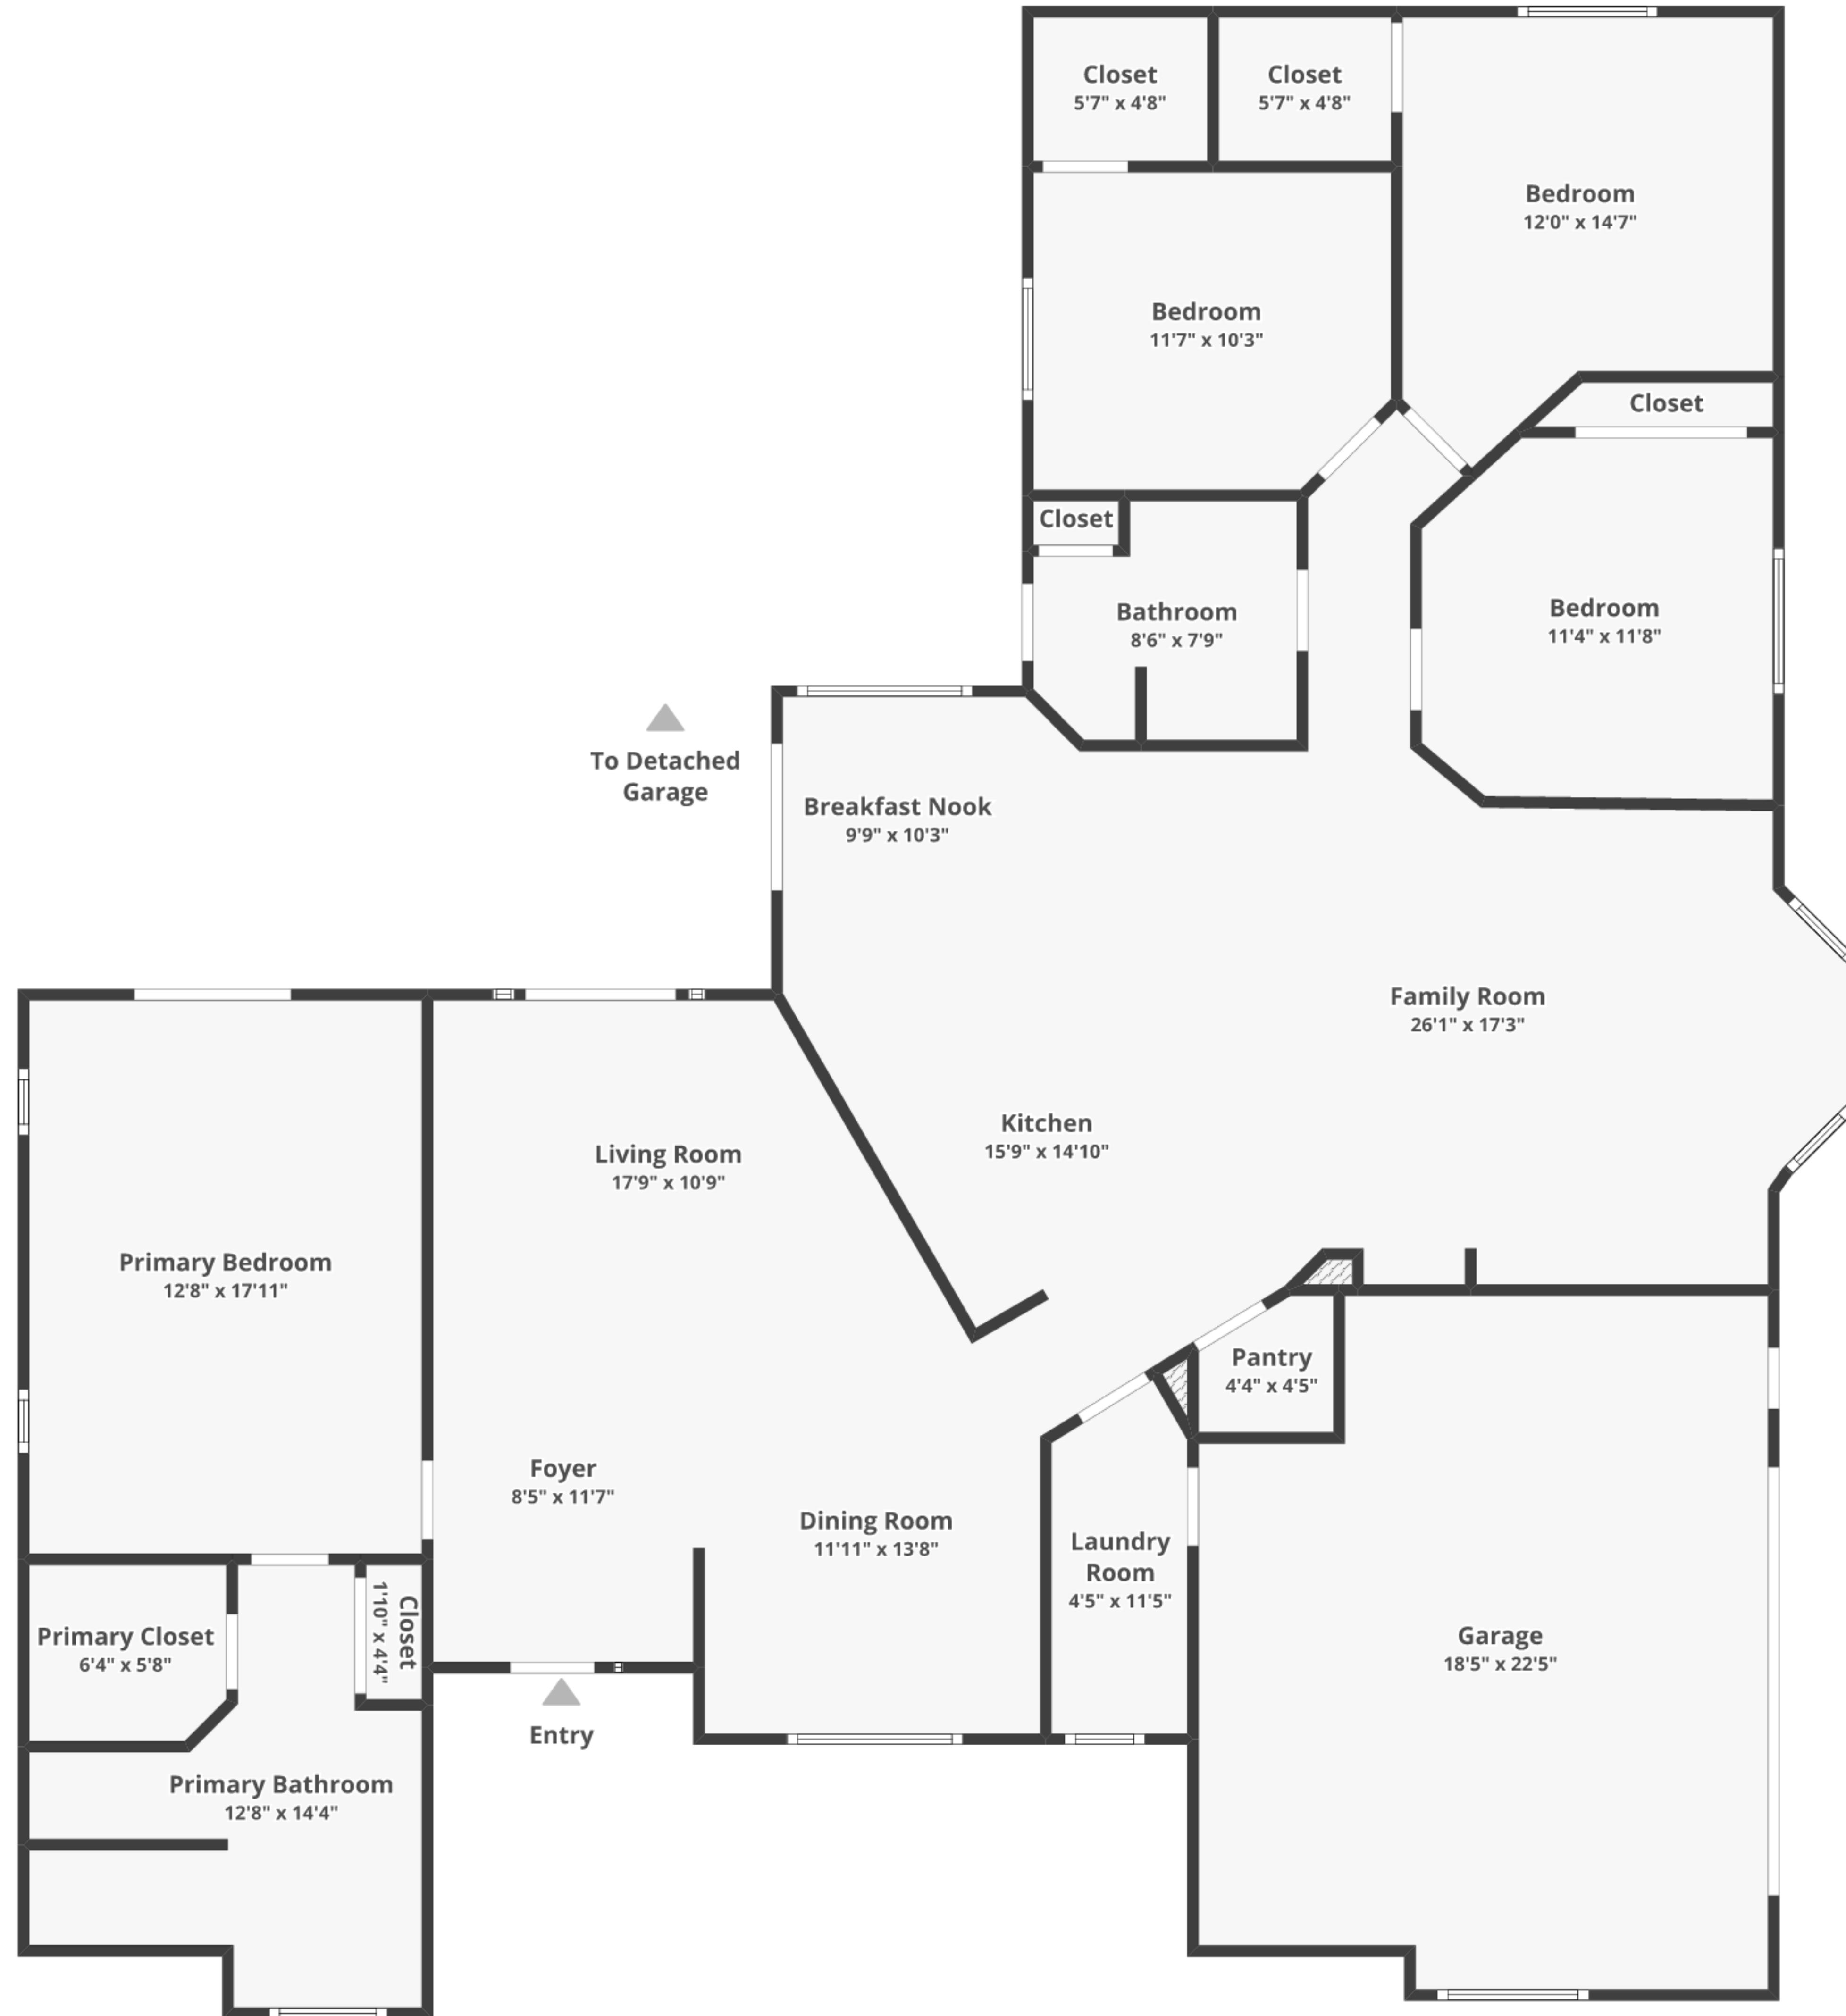 Closet
5'7" x 4'8"
Closet
5'7" x 4'8"
Bedroom
12'0" x 14'7"
Bedroom
11'7" x 10'3"
Closet
Closet
Bathroom
8'6" x 7'9"
Bedroom
11'4" x 11'8"
To Detached
Garage
Breakfast Nook
9'9" x 10'3"
Family Room
26'1" x 17'3"
Kitchen
15'9" x 14'10"
Living Room
17'9" x 10'9"
Primary Bedroom
12'8" x 17'11"
Pantry
4'4" x 4'5"
Foyer
8'5" x 11'7"
Dining Room
11'11" x 13'8"
Laundry
Room
4'5" x 11'5"
Closet
1'10" x 4'4"
Primary Closet
6'4" x 5'8"
Garage
18'5" x 22'5"
Entry
Primary Bathroom
12'8" x 14'4"